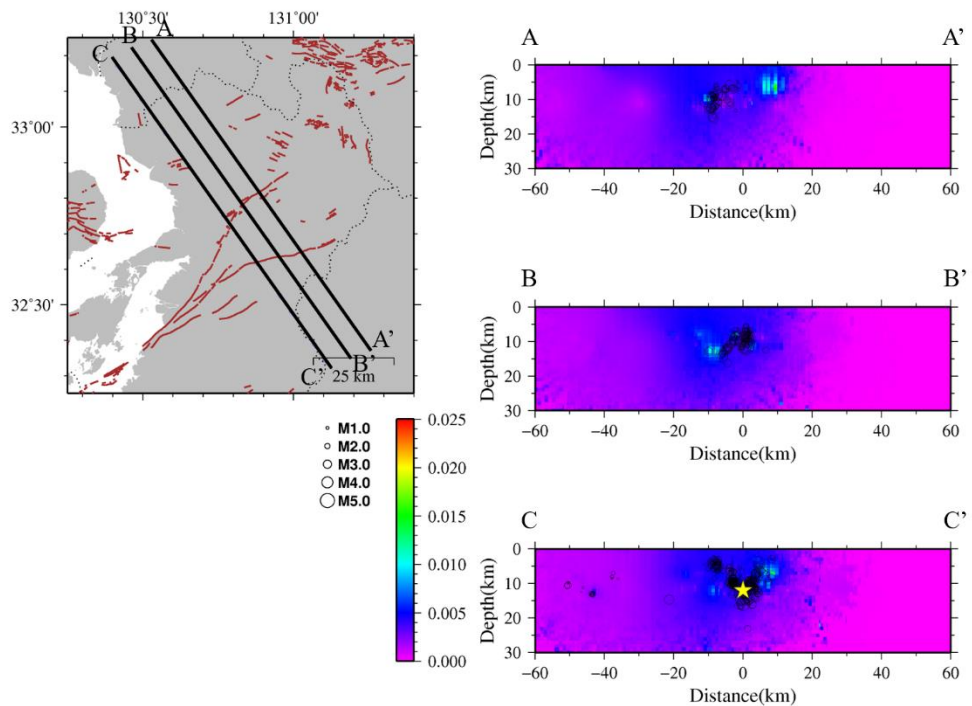 130˚30' 131˚00'
C B A
33˚00'
32˚30'
A'
B'
C'
25 km
M1.0
M2.0
M3.0
M4.0
M5.0
0.025
0.020
0.015
0.010
0.005
0.000
A A'
Depth(km)
0
10
20
30
−60 −40 −20 0 20 40 60
Distance(km)
B B'
Depth(km)
0
10
20
30
−60 −40 −20 0 20 40 60
Distance(km)
C C'
Depth(km)
0
10
20
30
−60 −40 −20 0 20 40 60
Distance(km)